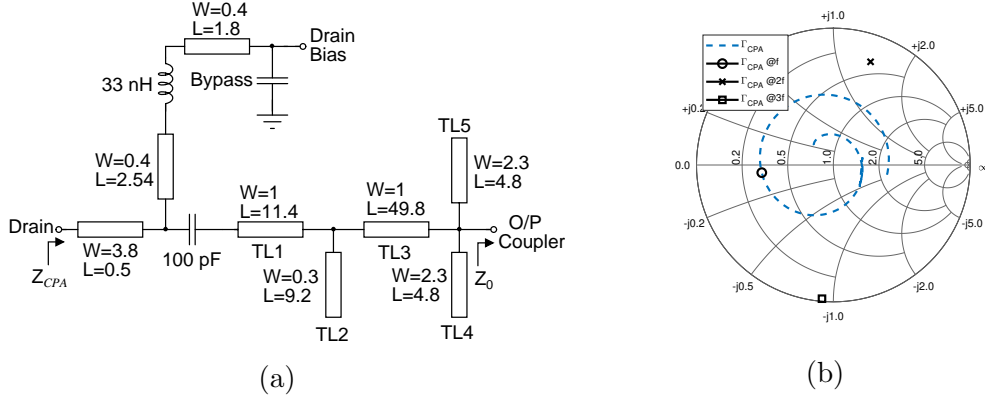 W=0.4
L=1.8
Drain
Bias
33 nH
Bypass
W=0.4
L=2.54
TL5
W=2.3
L=4.8
Drain
W=1
L=11.4
W=1
L=49.8
O/P
Coupler
Z_CPA
W=3.8
L=0.5
100 pF
TL1
TL3
W=0.3
L=9.2
W=2.3
L=4.8
Z_0
TL2
TL4
(a)
+j1.0
Γ_CPA
Γ_CPA @f
Γ_CPA @2f
Γ_CPA @3f
+j2.0
+j0.2
+j5.0
0.0
0.2
0.5
1.0
2.0
5.0
∞
-j0.2
-j5.0
-j0.5
-j2.0
-j1.0
(b)